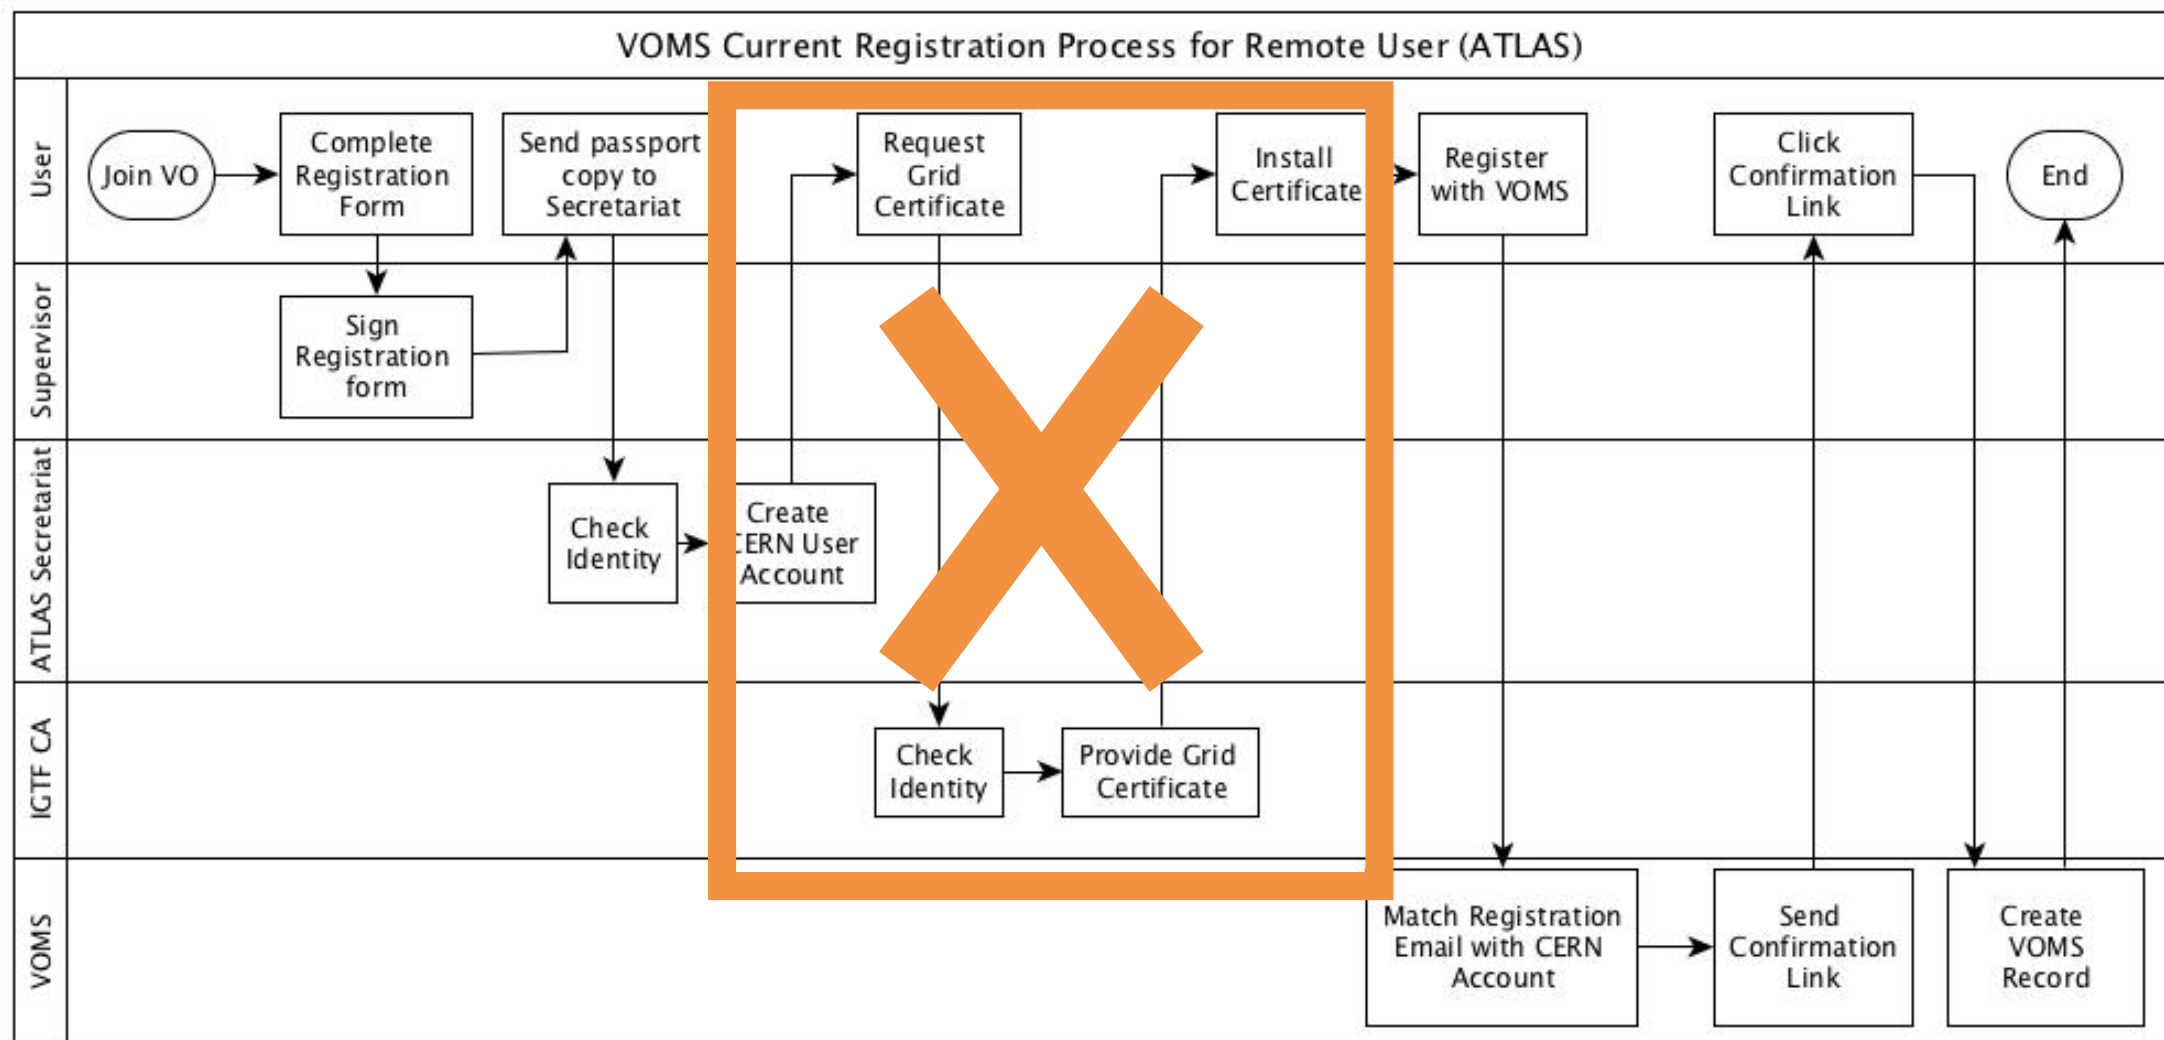 VOMS Current Registration Process for Remote User (ATLAS)
User
Join VO
Complete
Registration
Form
Send passport
copy to
Secretariat
Request
Grid
Certificate
Install
Certificate
Register
with VOMS
Click
Confirmation
Link
End
Supervisor
Sign
Registration
form
ATLAS Secretariat
Check
Identity
Create
CERN User
Account
IGTF CA
Check
Identity
Provide Grid
Certificate
VOMS
Match Registration
Email with CERN
Account
Send
Confirmation
Link
Create
VOMS
Record